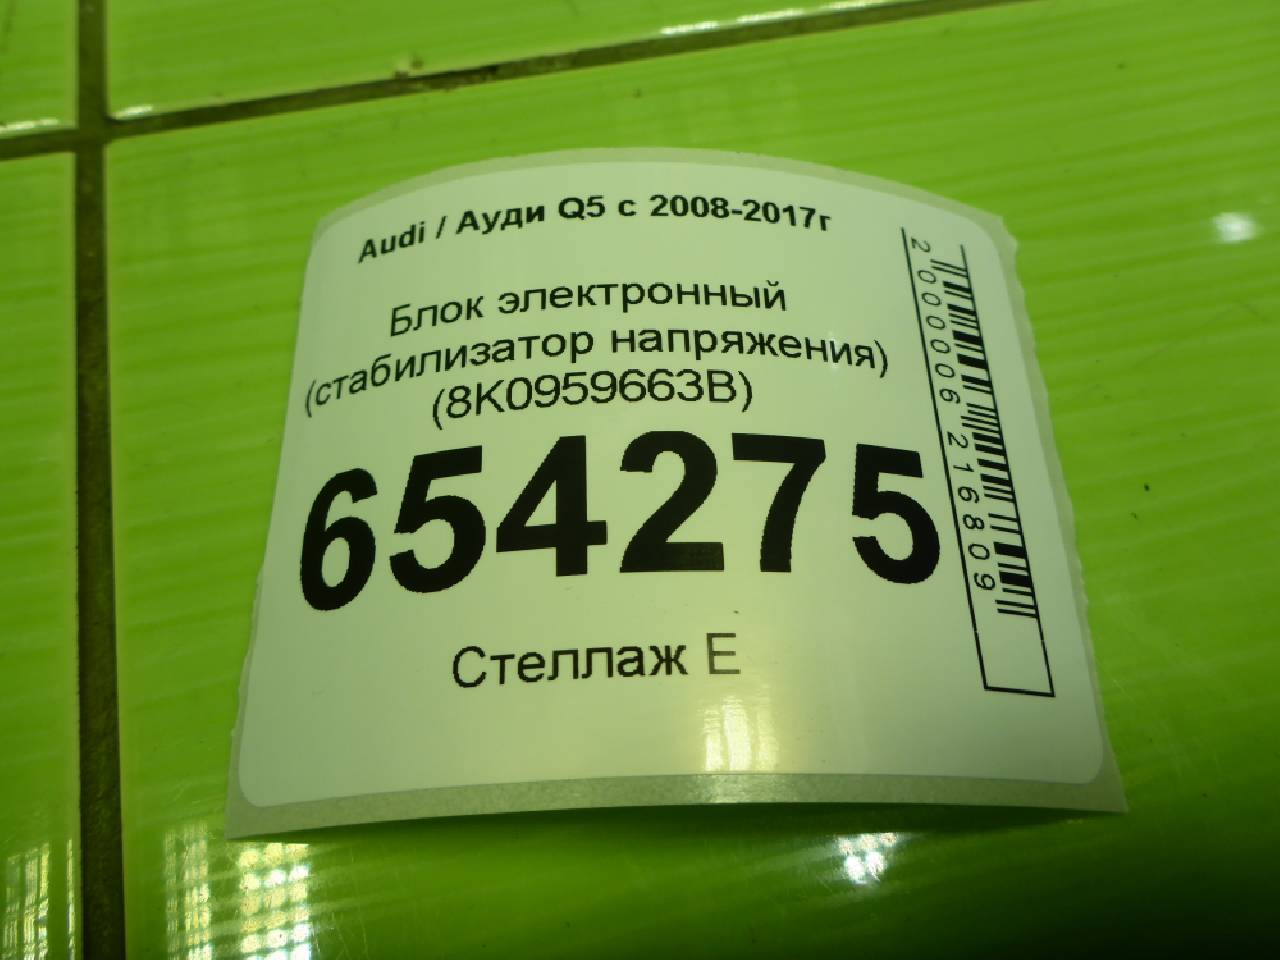 Audi / Ауди Q5 с 2008-2017г
Блок электронный
(стабилизатор напряжения)
(8K0959663B)
654275
Стеллаж Е
2000006216809